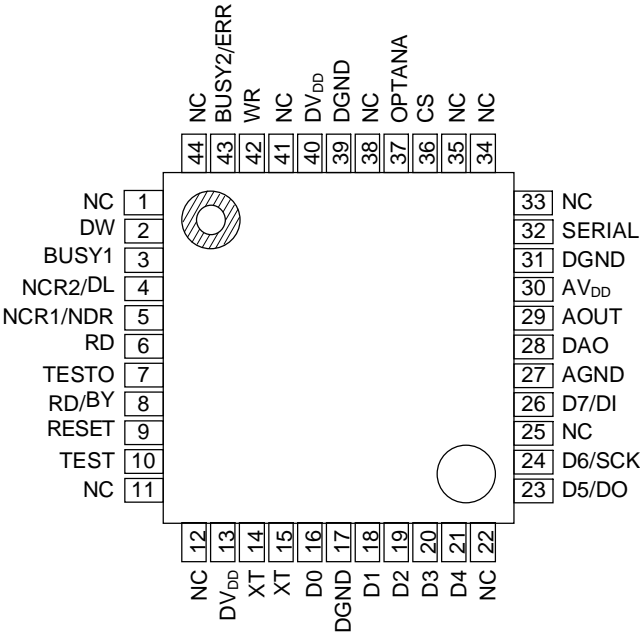 NC
BUSY2/ERR
WR
NC
DVDD
DGND
NC
OPTANA
CS
NC
NC
44
43
42
41
40
39
38
37
36
35
34
NC 1
DW 2
BUSY1 3
NCR2/DL 4
NCR1/NDR 5
RD 6
TESTO 7
RD/BY 8
RESET 9
TEST 10
NC 11
33 NC
32 SERIAL
31 DGND
30 AVDD
29 AOUT
28 DAO
27 AGND
26 D7/DI
25 NC
24 D6/SCK
23 D5/DO
12
13
14
15
16
17
18
19
20
21
22
NC
DVDD
XT
XT
D0
DGND
D1
D2
D3
D4
NC